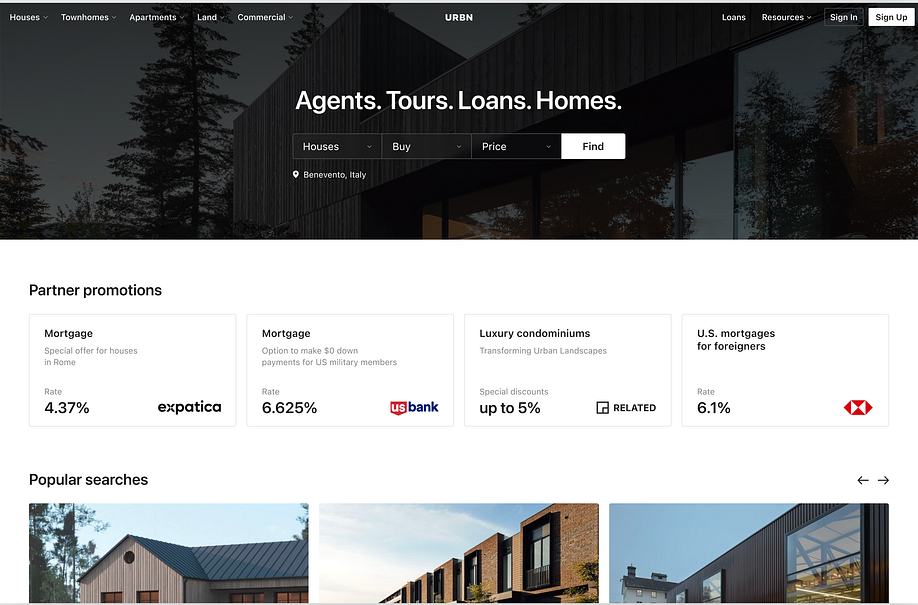 Houses
Townhomes
Apartments
Land
Commercial
URBN
Loans
Resources
Sign In
Sign Up
Agents. Tours. Loans. Homes.
Houses
Buy
Price
Find
Benevento, Italy
Partner promotions
Mortgage
Special offer for houses
in Rome
Rate
4.37%
expatica
Mortgage
Option to make $0 down
payments for US military members
Rate
6.625%
usbank
Luxury condominiums
Transforming Urban Landscapes
Special discounts
up to 5%
RELATED
U.S. mortgages
for foreigners
Rate
6.1%
Popular searches